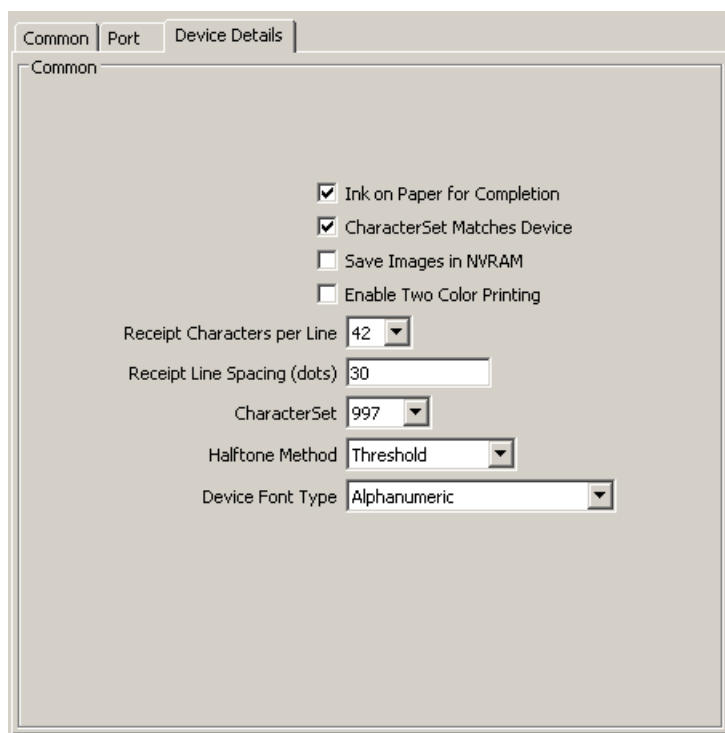 Common Port Device Details
Common
Ink on Paper for Completion
CharacterSet Matches Device
Save Images in NVRAM
Enable Two Color Printing
Receipt Characters per Line 42
Receipt Line Spacing (dots) 30
CharacterSet 997
Halftone Method Threshold
Device Font Type Alphanumeric